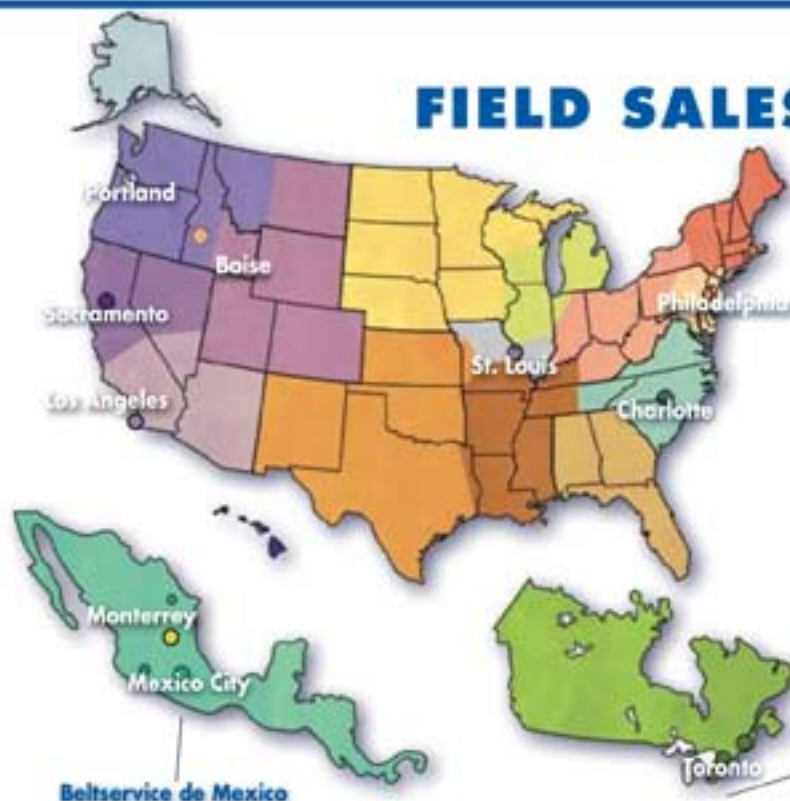 FIELD SALES
Portland
Boise
Sacramento
Philadelphia
St. Louis
Los Angeles
Charlotte
Monterrey
Mexico City
Toronto
Beltservice de Mexico